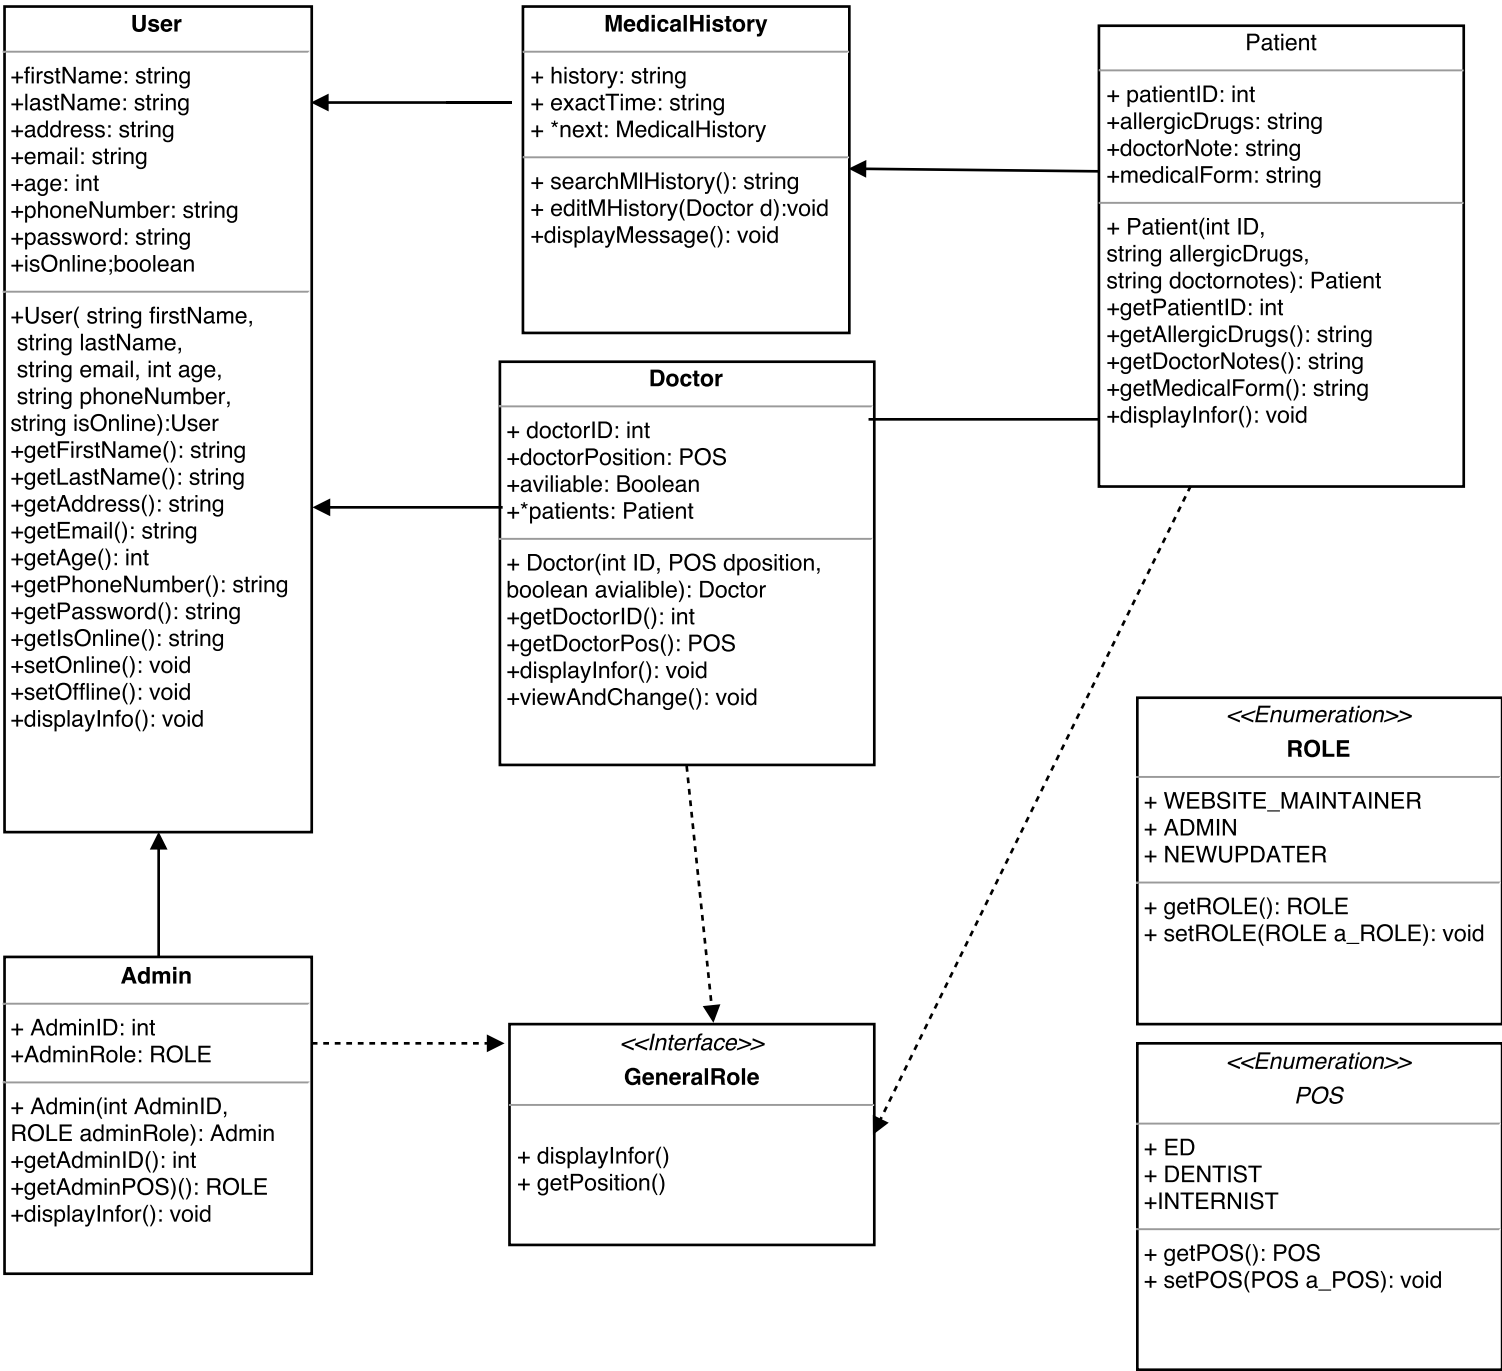 User
+firstName: string
+lastName: string
+address: string
+email: string
+age: int
+phoneNumber: string
+password: string
+isOnline;boolean
+User( string firstName,
string lastName,
string email, int age,
string phoneNumber,
string isOnline):User
+getFirstName(): string
+getLastName(): string
+getAddress(): string
+getEmail(): string
+getAge(): int
+getPhoneNumber(): string
+getPassword(): string
+getIsOnline(): string
+setOnline(): void
+setOffline(): void
+displayInfo(): void
MedicalHistory
+ history: string
+ exactTime: string
+ *next: MedicalHistory
+ searchMlHistory(): string
+ editMHistory(Doctor d):void
+displayMessage(): void
Patient
+ patientID: int
+allergicDrugs: string
+doctorNote: string
+medicalForm: string
+ Patient(int ID,
string allergicDrugs,
string doctornotes): Patient
+getPatientID: int
+getAllergicDrugs(): string
+getDoctorNotes(): string
+getMedicalForm(): string
+displayInfor(): void
Doctor
+ doctorID: int
+doctorPosition: POS
+aviliable: Boolean
+*patients: Patient
+ Doctor(int ID, POS dposition,
boolean avialible): Doctor
+getDoctorID(): int
+getDoctorPos(): POS
+displayInfor(): void
+viewAndChange(): void
<<Enumeration>>
ROLE
+ WEBSITE_MAINTAINER
+ ADMIN
+ NEWUPDATER
+ getROLE(): ROLE
+ setROLE(ROLE a_ROLE): void
Admin
+ AdminID: int
+AdminRole: ROLE
+ Admin(int AdminID,
ROLE adminRole): Admin
+getAdminID(): int
+getAdminPOS)(): ROLE
+displayInfor(): void
<<Interface>>
GeneralRole
+ displayInfor()
+ getPosition()
<<Enumeration>>
POS
+ ED
+ DENTIST
+INTERNIST
+ getPOS(): POS
+ setPOS(POS a_POS): void